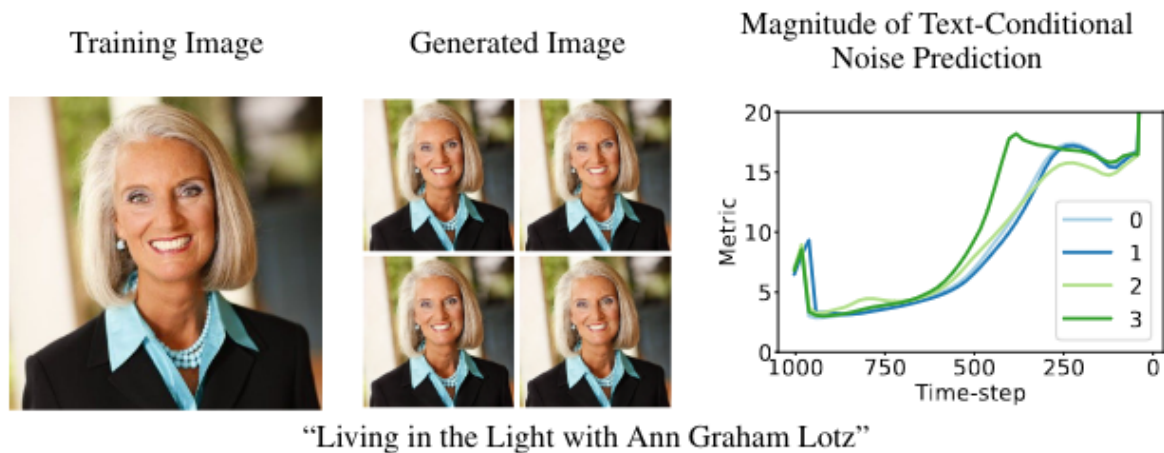 Training Image
Generated Image
Magnitude of Text-Conditional
Noise Prediction
20
15
10
5
0
Metric
0
1
2
3
1000 750 500 250 0
Time-step
“Living in the Light with Ann Graham Lotz”